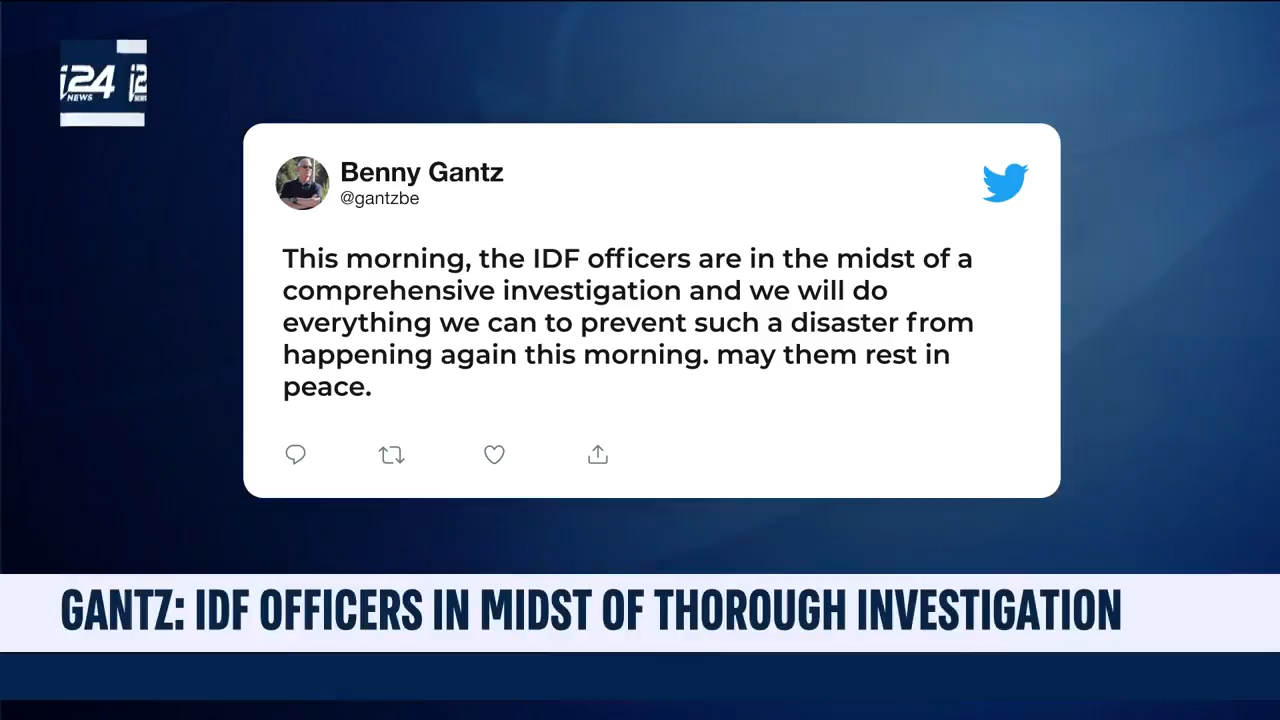 i24 i2
NEWS
Benny Gantz
@gantzbe
This morning, the IDF officers are in the midst of a
comprehensive investigation and we will do
everything we can to prevent such a disaster from
happening again this morning. may them rest in
peace.
GANTZ: IDF OFFICERS IN MIDST OF THOROUGH INVESTIGATION